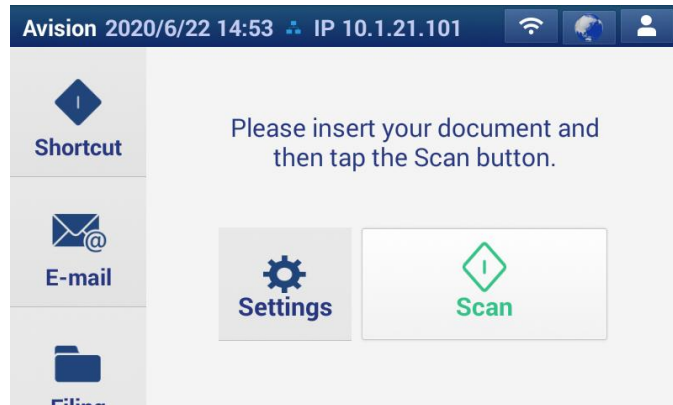 Avision 2020/6/22 14:53 IP 10.1.21.101
Shortcut
Please insert your document and
then tap the Scan button.
E-mail
Settings
Scan
Filing